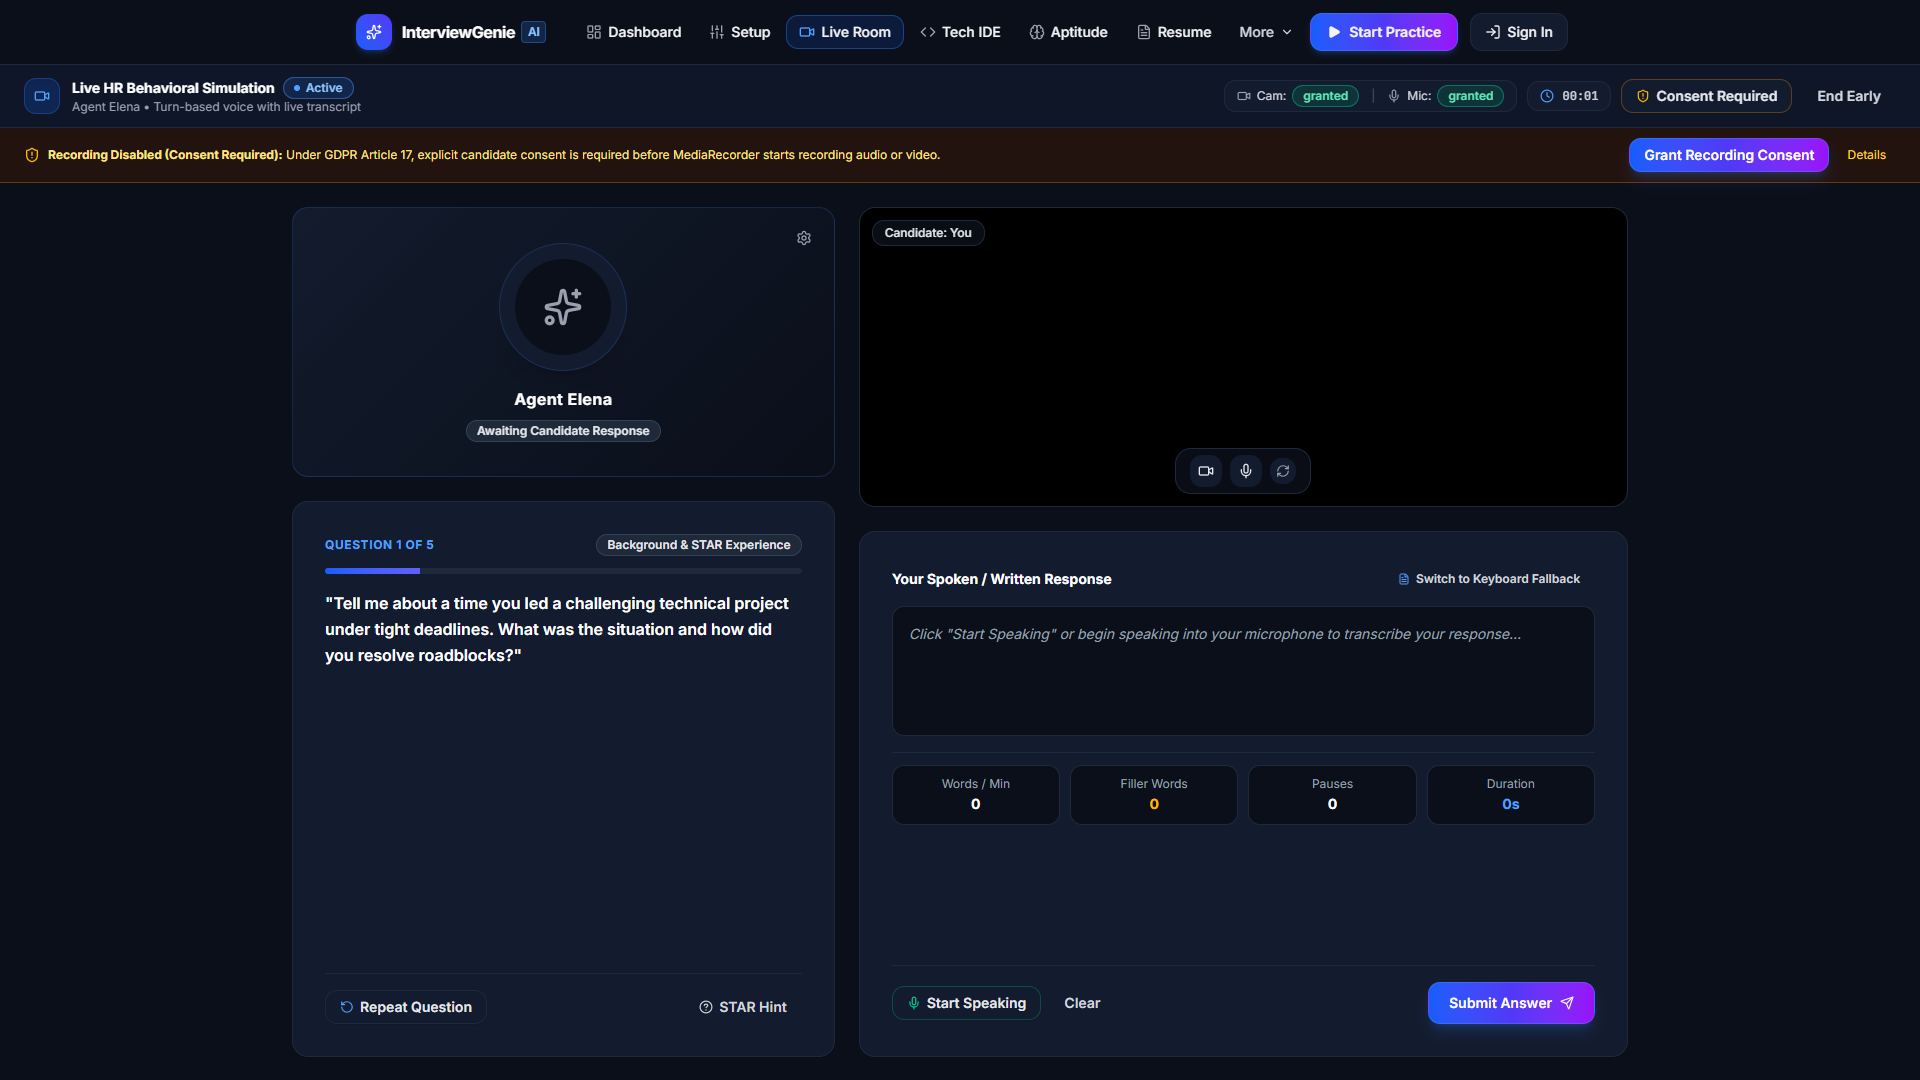 InterviewGenie AI
Dashboard
Setup
Live Room
Tech IDE
Aptitude
Resume
More
Start Practice
Sign In
Live HR Behavioral Simulation
Active
Agent Elena • Turn-based voice with live transcript
Cam: granted
Mic: granted
00:01
Consent Required
End Early
Recording Disabled (Consent Required): Under GDPR Article 17, explicit candidate consent is required before MediaRecorder starts recording audio or video.
Grant Recording Consent
Details
Agent Elena
Awaiting Candidate Response
Candidate: You
QUESTION 1 OF 5
Background & STAR Experience
"Tell me about a time you led a challenging technical project
under tight deadlines. What was the situation and how did
you resolve roadblocks?"
Repeat Question
STAR Hint
Your Spoken / Written Response
Switch to Keyboard Fallback
Click "Start Speaking" or begin speaking into your microphone to transcribe your response...
Words / Min
0
Filler Words
0
Pauses
0
Duration
0s
Start Speaking
Clear
Submit Answer